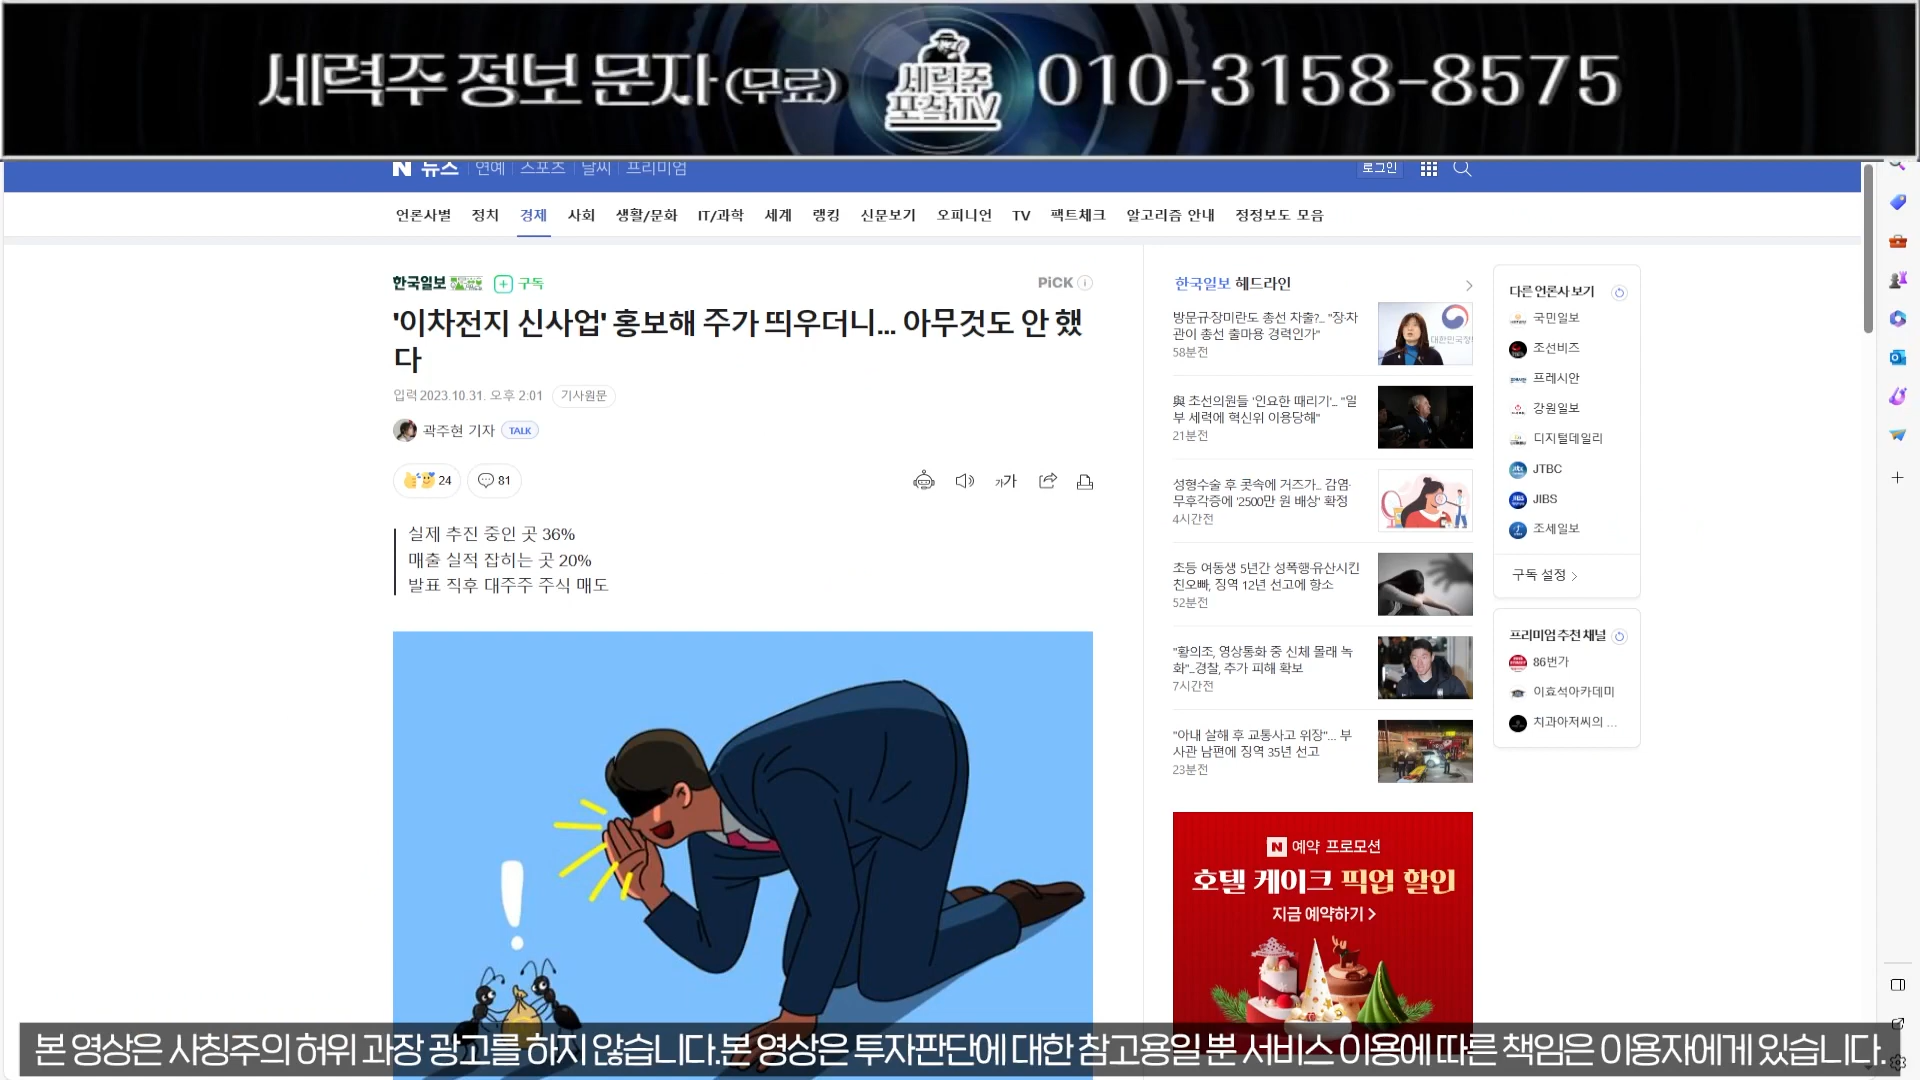 세력주 정보 문자 (무료)
세력주
포착TV
010-3158-8575
N 뉴스 연예 스포츠 날씨 프리미엄
로그인
언론사별 정치 경제 사회 생활/문화 IT/과학 세계 랭킹 신문보기 오피니언 TV 팩트체크 알고리즘 안내 정정보도 모음
한국일보 구독
PiCK
'이차전지 신사업' 홍보해 주가 띄우더니... 아무것도 안 했
다
입력 2023.10.31. 오후 2:01 기사원문
곽주현 기자 TALK
24 81
가가
실제 추진 중인 곳 36%
매출 실적 잡히는 곳 20%
발표 직후 대주주 주식 매도
한국일보 헤드라인
방문규·장미란도 총선 차출?... "장·차
관이 총선 출마용 경력인가"
58분전
대한민국정
與 조선의원들 '인요한 때리기'... "일
부 세력에 혁신위 이용당해"
21분전
성형수술 후 콧속에 거즈가... 감염·
무후각증에 '2500만 원 배상' 확정
4시간전
초등 여동생 5년간 성폭행·유산시킨
친오빠, 징역 12년 선고에 항소
52분전
"황의조, 영상통화 중 신체 몰래 녹
화"...경찰, 추가 피해 확보
7시간전
"아내 살해 후 교통사고 위장"... 부
사관 남편에 징역 35년 선고
23분전
N 예약 프로모션
호텔 케이크 픽업 할인
지금 예약하기 >
다른 언론사 보기
국민일보
조선비즈
프레시안
강원일보
디지털데일리
JTBC
JIBS
조세일보
구독 설정 >
프리미엄 추천 채널
86번가
이효석아카데미
치과아저씨의 ...
본 영상은 사칭주의 허위 과장 광고를 하지 않습니다.본 영상은 투자판단에 대한 참고용일 뿐 서비스 이용에 따른 책임은 이용자에게 있습니다.